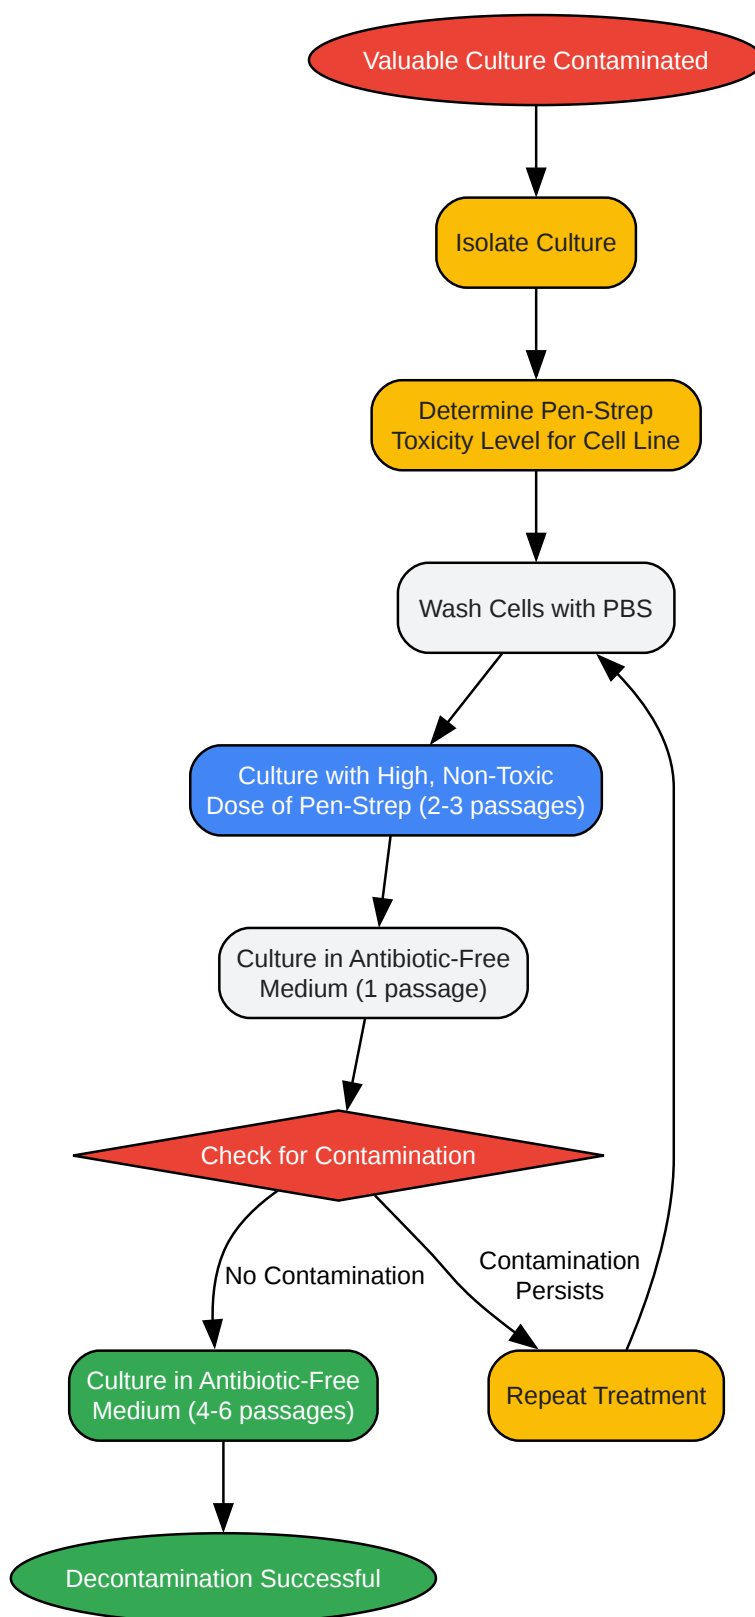 Valuable Culture Contaminated
Isolate Culture
Determine Pen-Strep
Toxicity Level for Cell Line
Wash Cells with PBS
Culture with High, Non-Toxic
Dose of Pen-Strep (2-3 passages)
Culture in Antibiotic-Free
Medium (1 passage)
Check for Contamination
No Contamination
Contamination
Persists
Culture in Antibiotic-Free
Medium (4-6 passages)
Repeat Treatment
Decontamination Successful